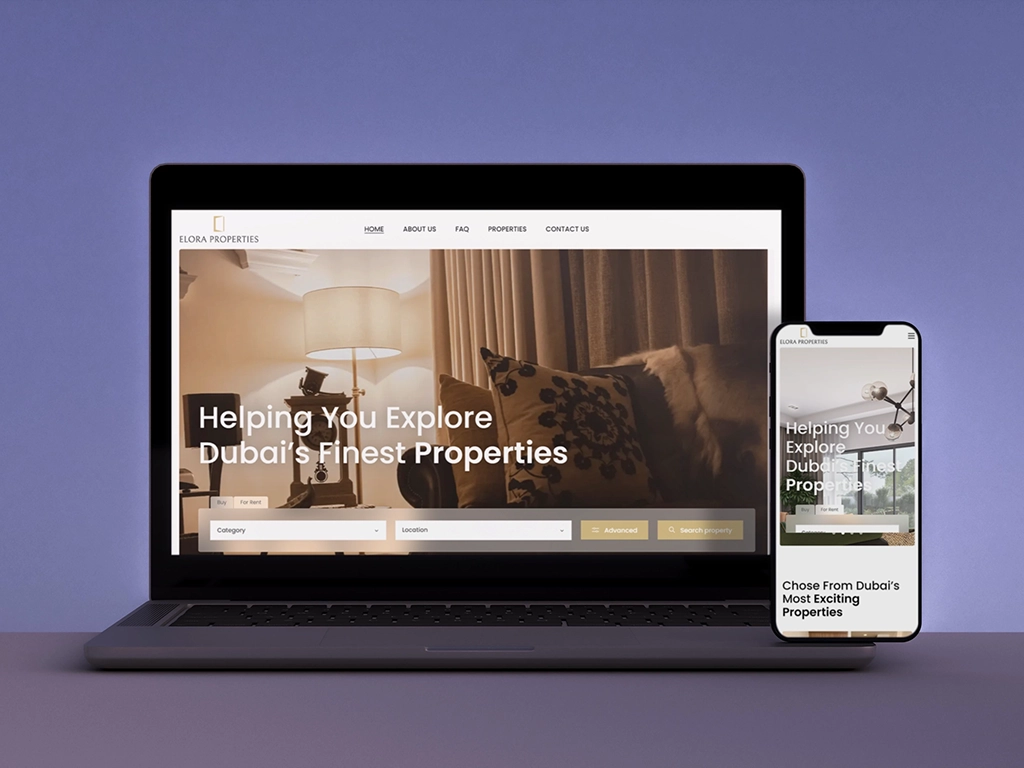 ELORA PROPERTIES
HOME ABOUT US FAQ PROPERTIES CONTACT US
Helping You Explore
Dubai's Finest Properties
Buy For Rent
Category Location Advanced Search property
ELORA PROPERTIES
Helping You
Explore
Dubai's Finest
Properties
Buy For Rent
Chose From Dubai's
Most Exciting
Properties